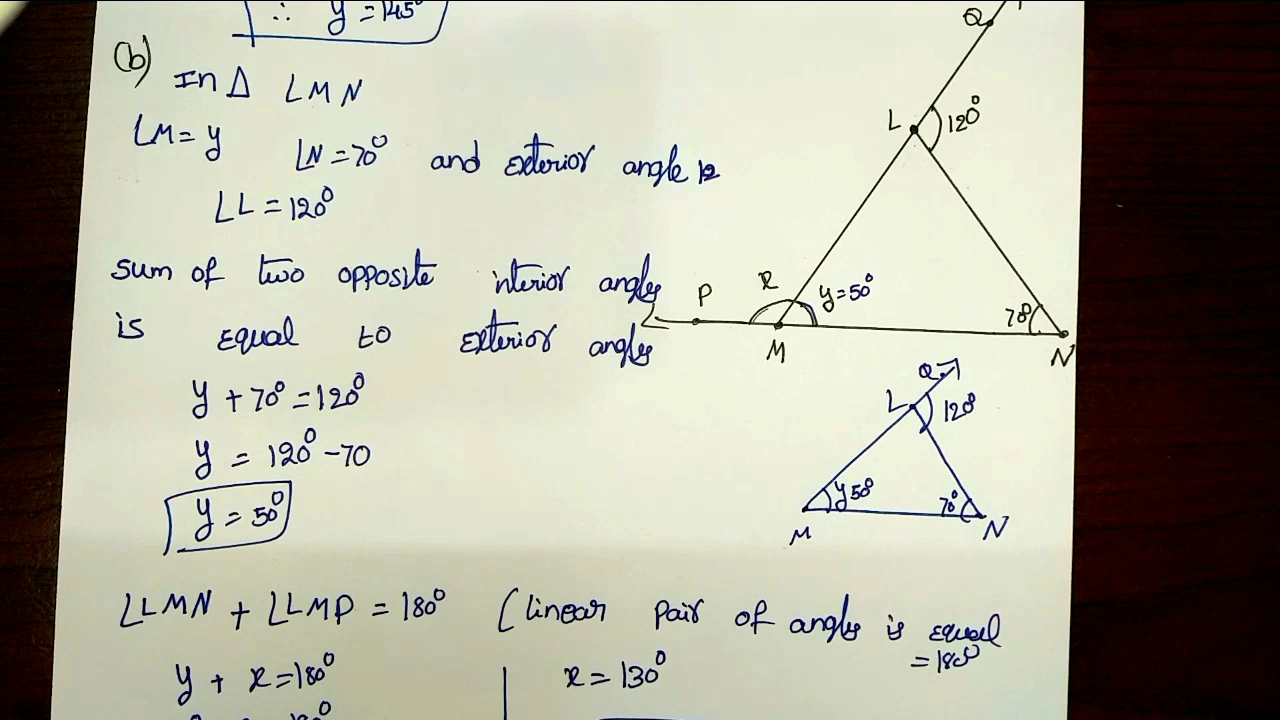 ∴ y = 145°
(b) In Δ LMN
∠M = y ∠N = 70° and exterior angle is
∠L = 120°
sum of two opposite interior angles
is equal to exterior angles
y + 70° = 120°
y = 120° - 70
y = 50°
∠LMN + ∠LMP = 180° (linear pair of angles is equal
= 180°
y + x = 180°
x = 130°
Q
L 120°
P x y = 50° 70°
M N
Q
L 120°
y 50° 70°
M N